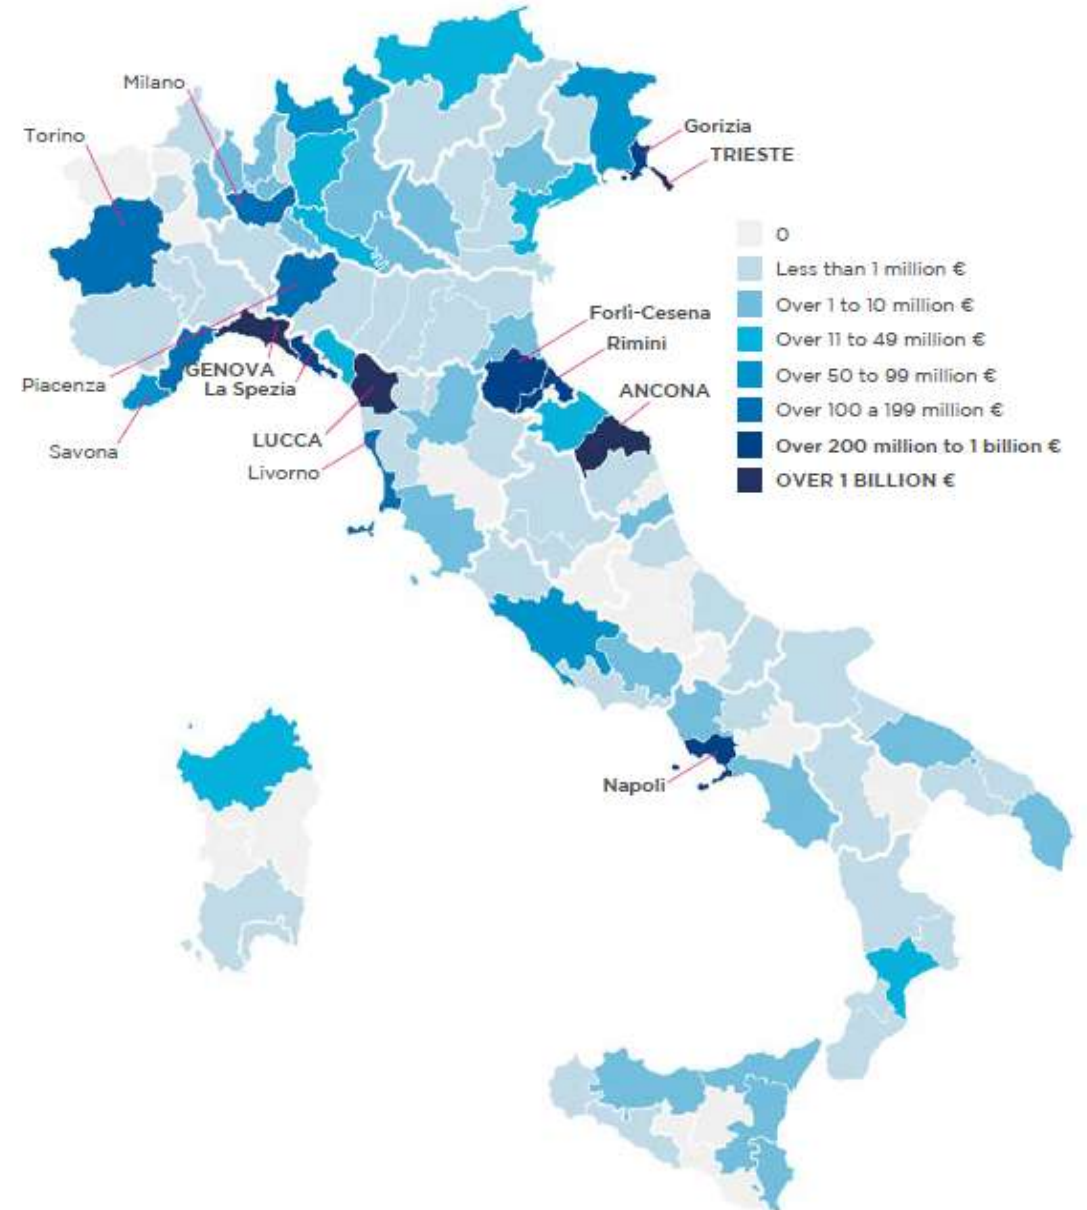 Milano
Torino
Gorizia
TRIESTE
0
Less than 1 million €
Over 1 to 10 million €
Over 11 to 49 million €
Over 50 to 99 million €
Over 100 a 199 million €
Over 200 million to 1 billion €
OVER 1 BILLION €
Forlì-Cesena
Rimini
ANCONA
GENOVA
La Spezia
Piacenza
Savona
LUCCA
Livorno
Napoli